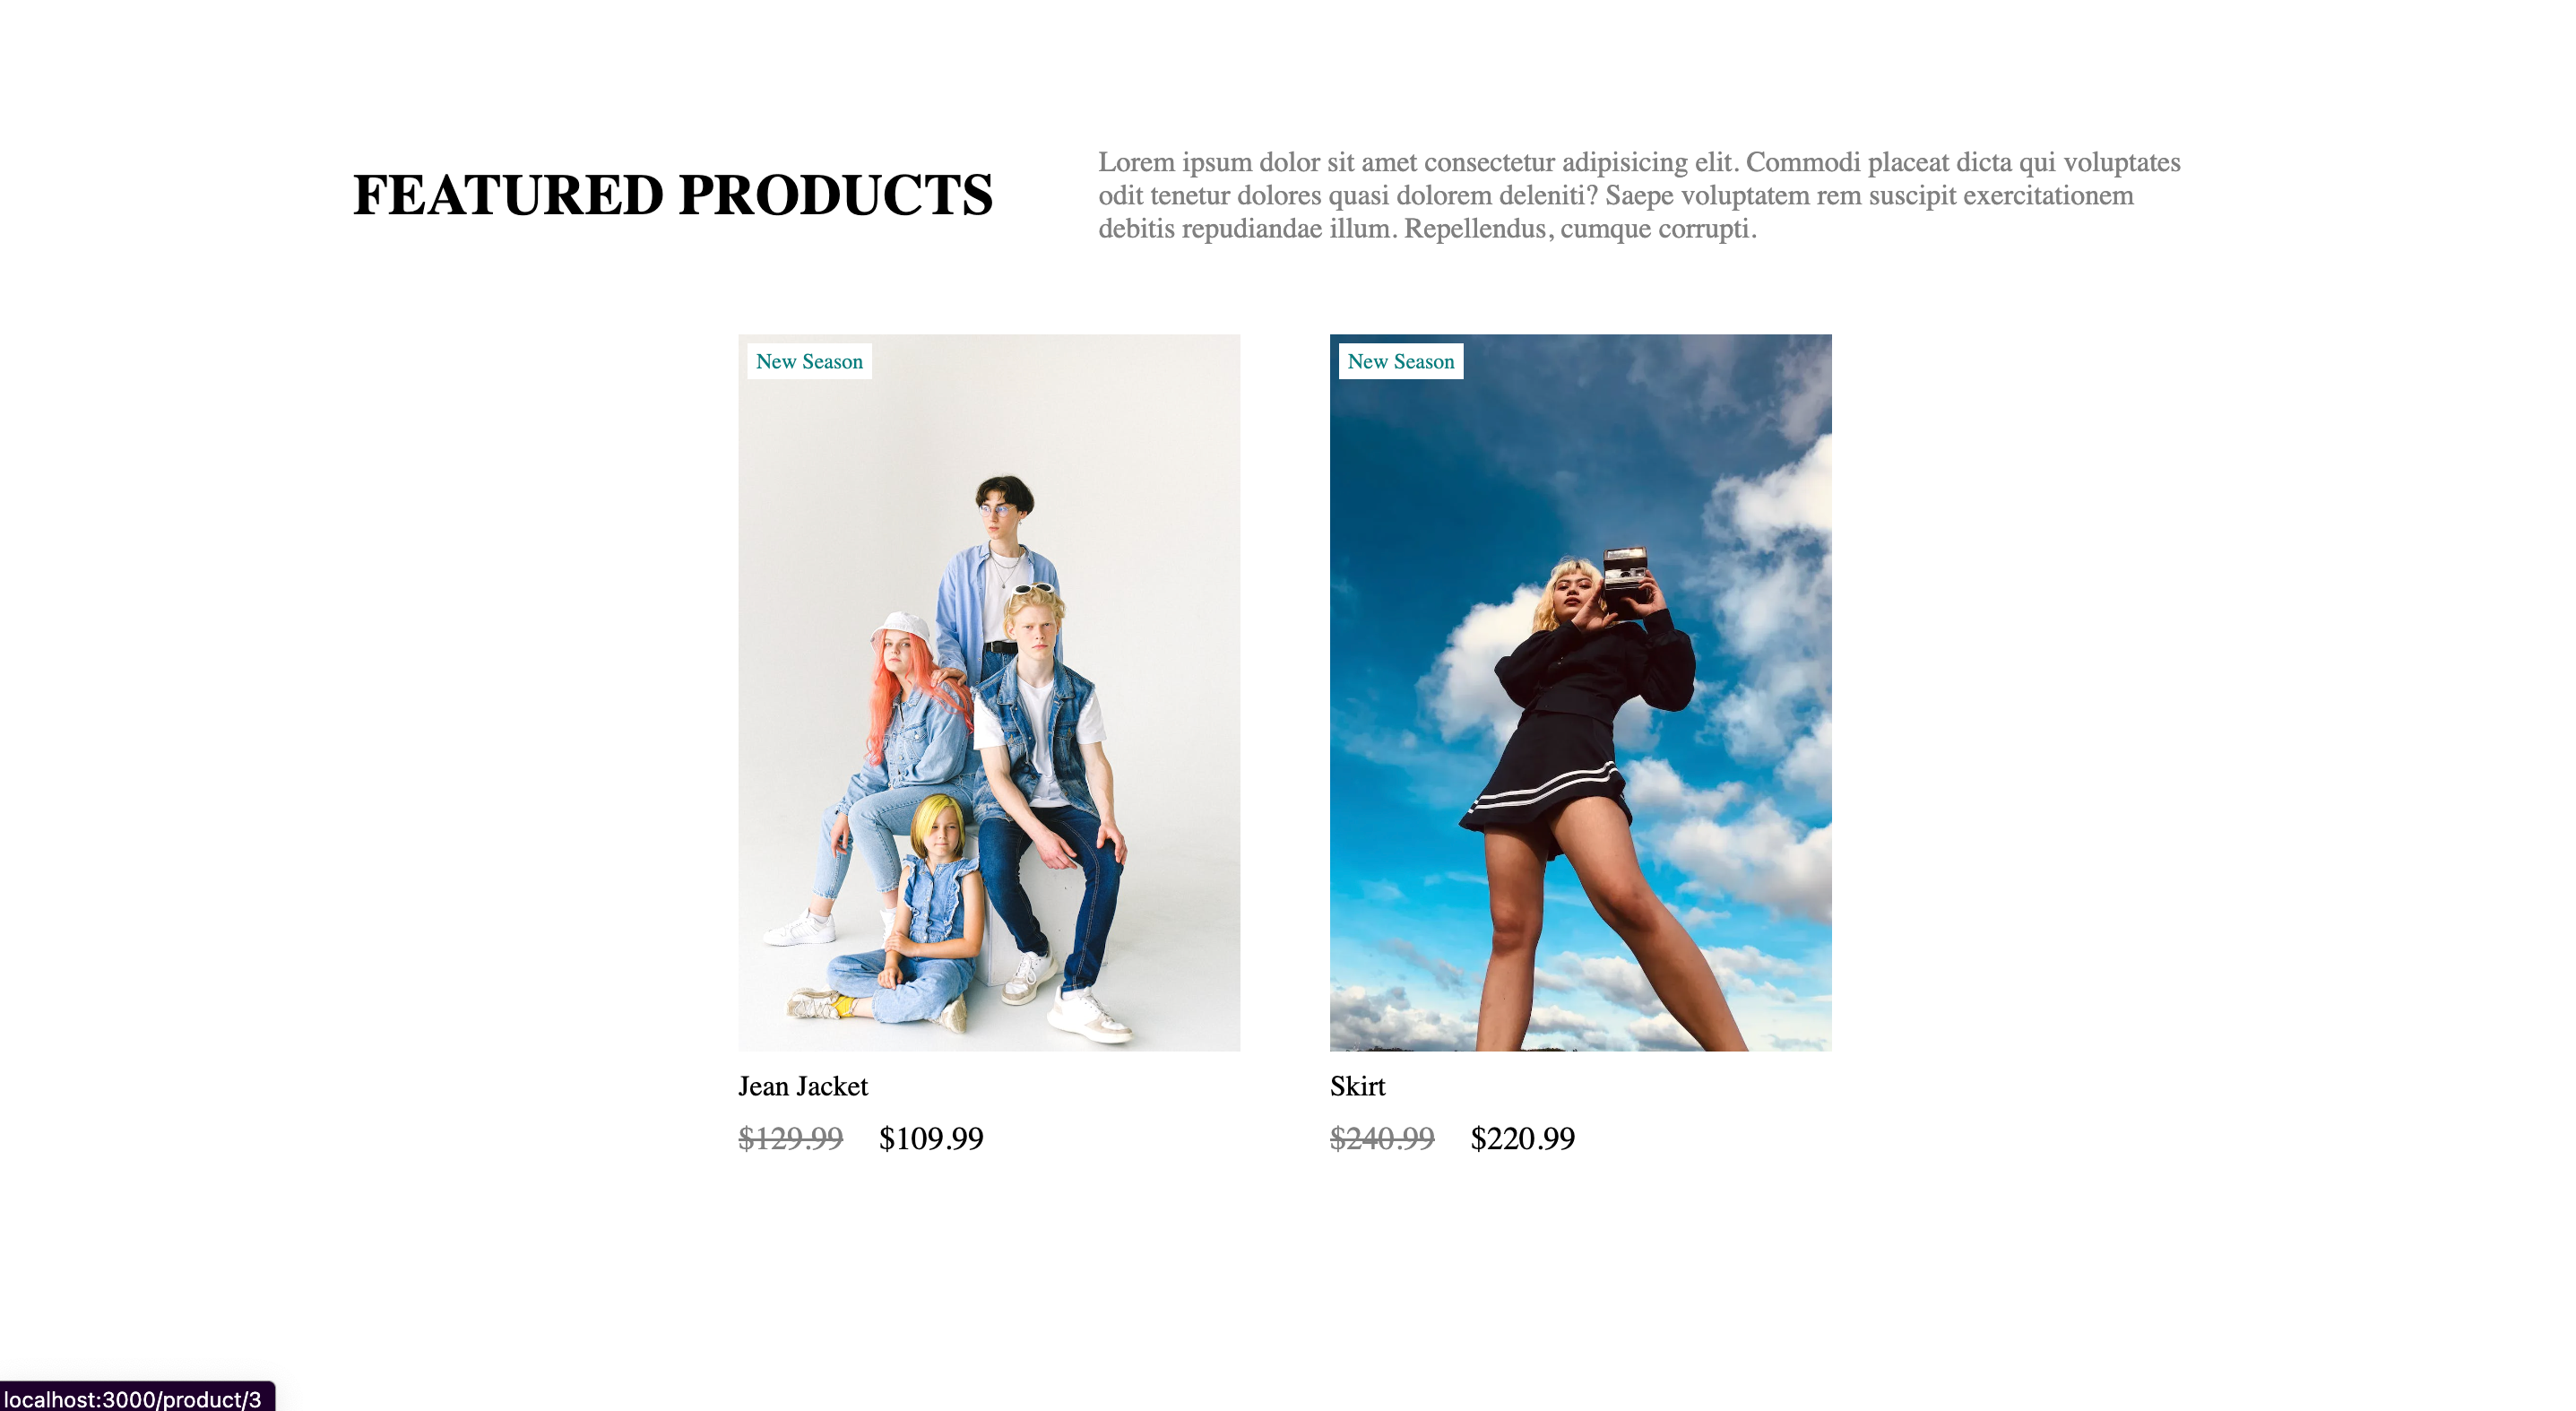 FEATURED PRODUCTS
Lorem ipsum dolor sit amet consectetur adipisicing elit. Commodi placeat dicta qui voluptates
odit tenetur dolores quasi dolorem deleniti? Saepe voluptatem rem suscipit exercitationem
debitis repudiandae illum. Repellendus, cumque corrupti.
New Season
Jean Jacket
$129.99 $109.99
New Season
Skirt
$240.99 $220.99
localhost:3000/product/3